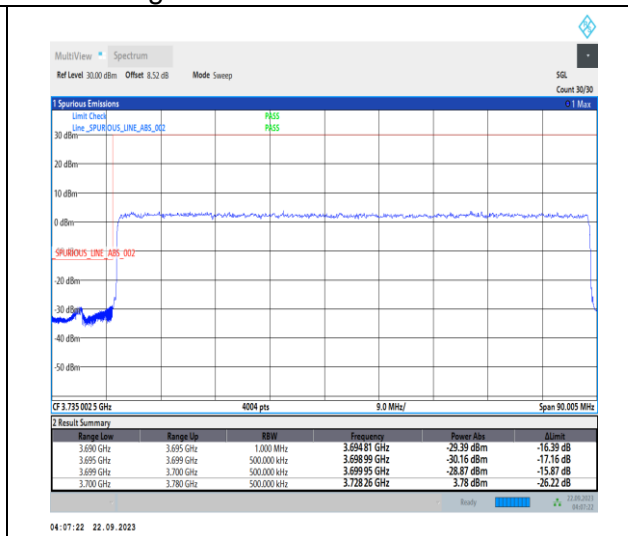 MultiView Spectrum
Ref Level 30.00 dBm Offset 8.52 dB Mode Sweep SGL
Count 30/30
1 Spurious Emissions 1 Max
Limit Check PASS
Line _SPURIOUS_LINE_ABS_002 PASS
30 dBm
20 dBm
10 dBm
0 dBm
_SPURIOUS_LINE_ABS_002
-20 dBm
-30 dBm
-40 dBm
-50 dBm
CF 3.735 002 5 GHz 4004 pts 9.0 MHz/ Span 90.005 MHz
2 Result Summary
Range Low Range Up RBW Frequency Power Abs ΔLimit
3.690 GHz 3.695 GHz 1.000 MHz 3.694 81 GHz -29.39 dBm -16.39 dB
3.695 GHz 3.699 GHz 500.000 kHz 3.698 99 GHz -30.16 dBm -17.16 dB
3.699 GHz 3.700 GHz 500.000 kHz 3.699 95 GHz -28.87 dBm -15.87 dB
3.700 GHz 3.780 GHz 500.000 kHz 3.728 26 GHz 3.78 dBm -26.22 dB
Ready 22.09.2023
04:07:22
04:07:22 22.09.2023